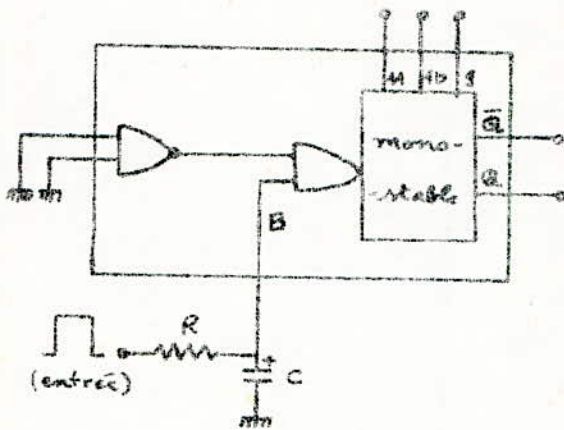 11 10 9
Q̅
mono-
-stable
Q
B
R
+
C
(entrée)